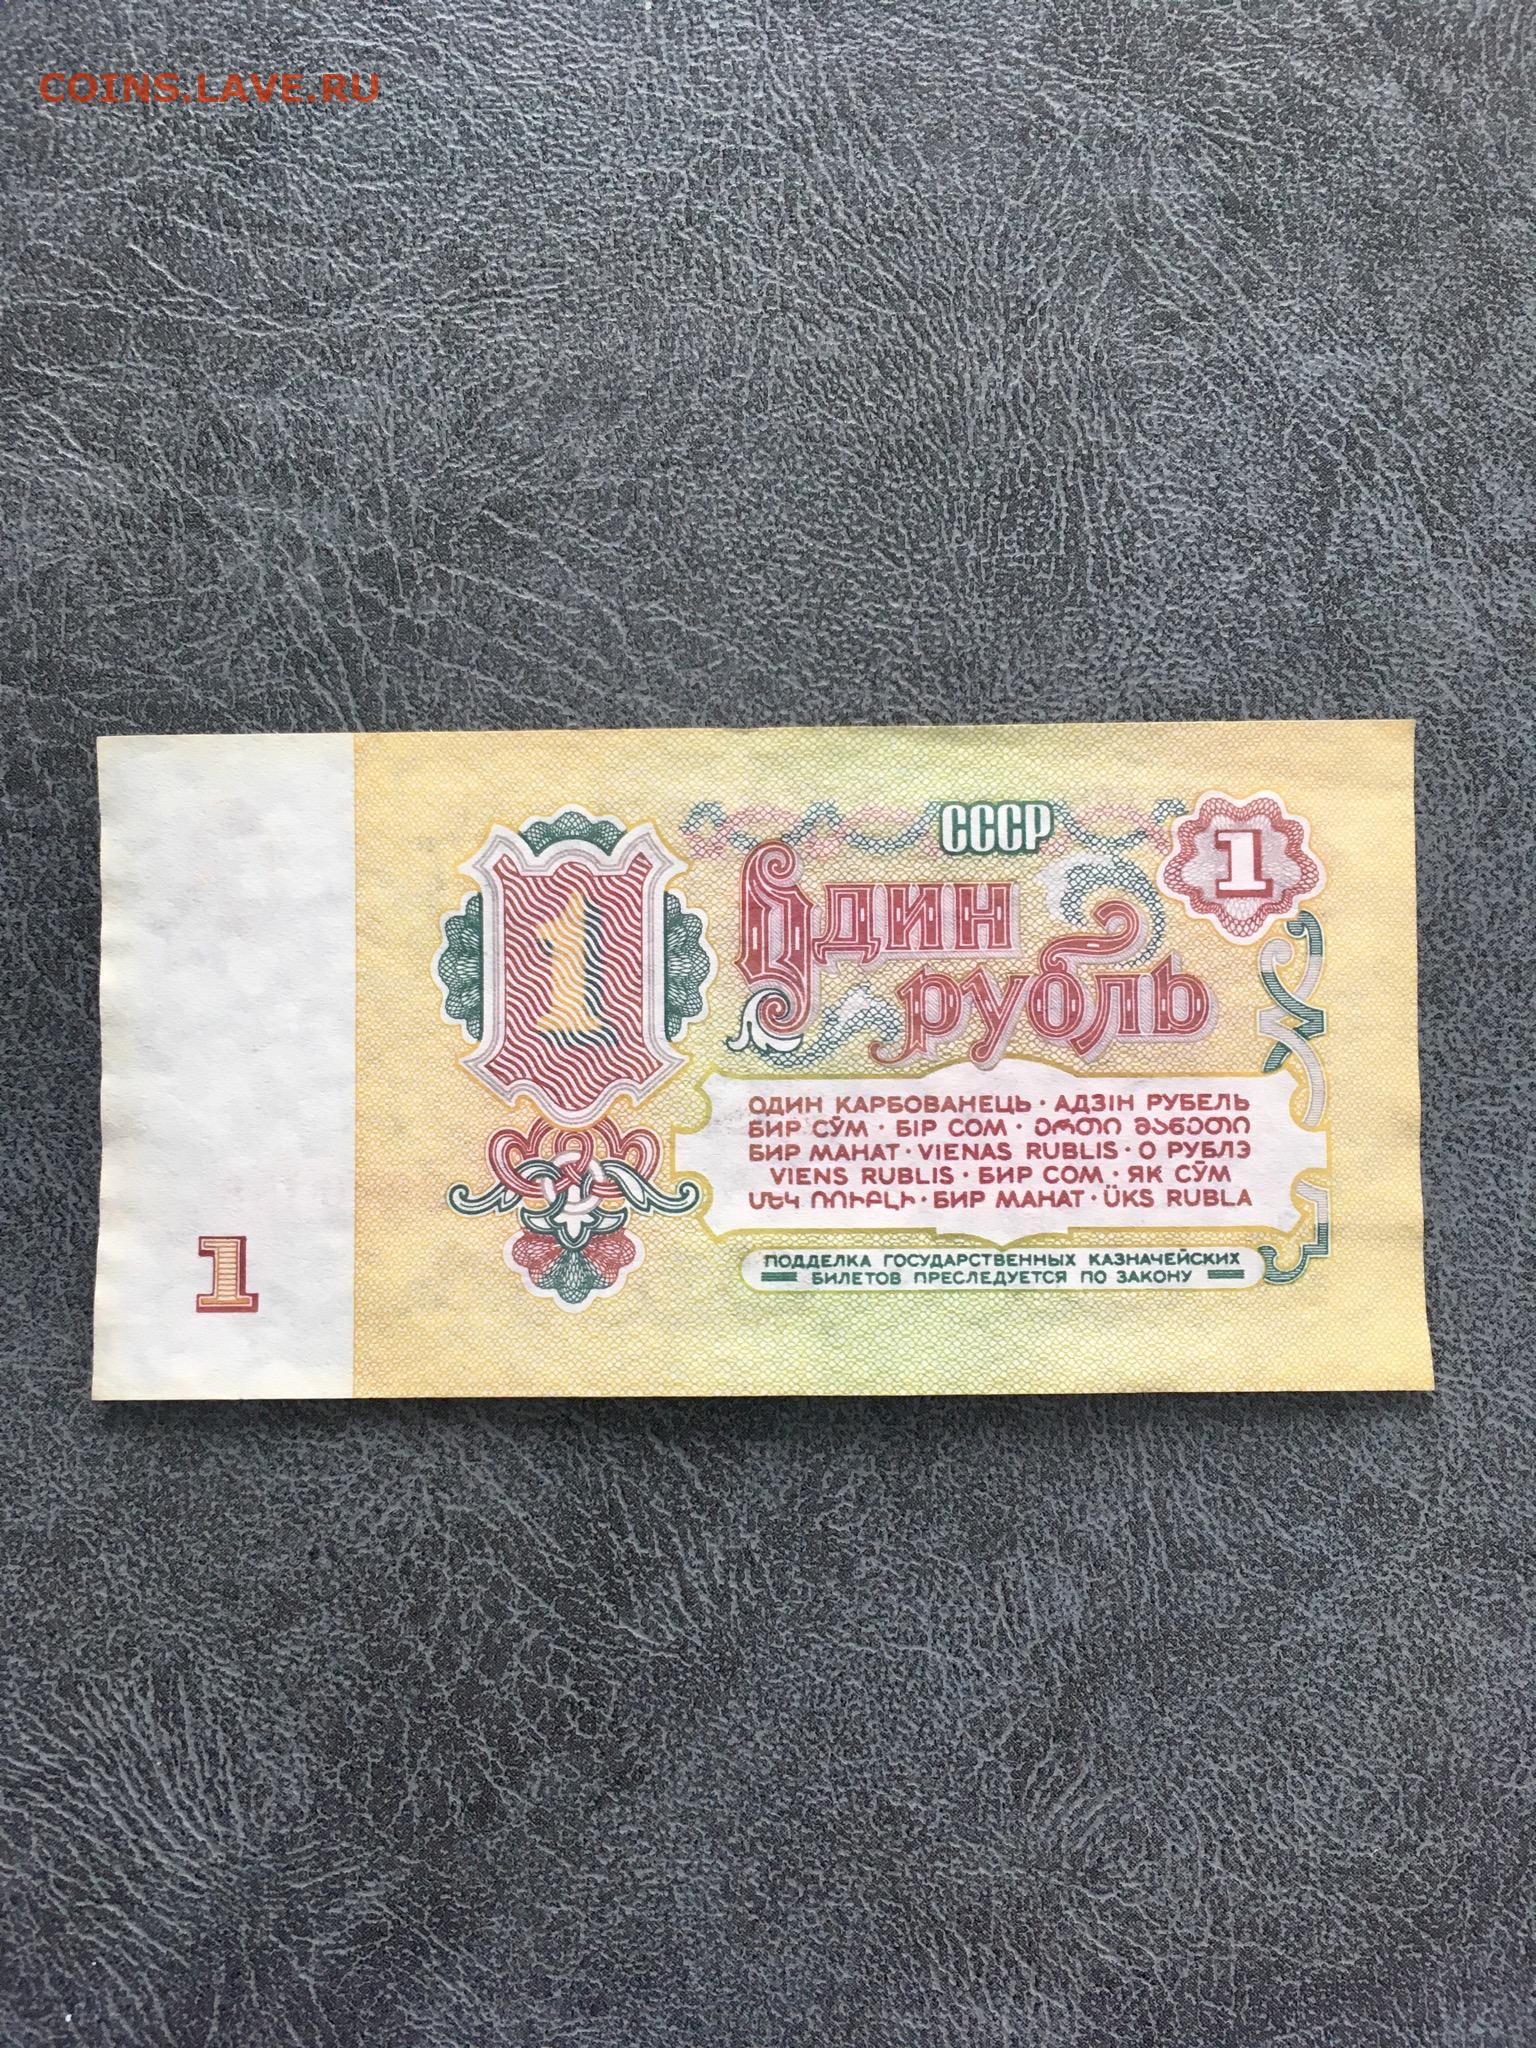 COINS.LAVE.RU
СССР
1
1
Один
рубль
ОДИН КАРБОВАНЕЦЬ · АДЗІН РУБЕЛЬ
БИР СЎМ · БІР СОМ · ᲔᲠᲗᲘ ᲛᲐᲜᲔᲗᲘ
БИР МАНАТ · VIENAS RUBLIS · О РУБЛЭ
VIENS RUBLIS · БИР СОМ · ЯК СӮМ
ՄԵԿ ՌՈՒԲԼԻ · БИР МАНАТ · ÜKS RUBLA
ПОДДЕЛКА ГОСУДАРСТВЕННЫХ КАЗНАЧЕЙСКИХ
БИЛЕТОВ ПРЕСЛЕДУЕТСЯ ПО ЗАКОНУ
1